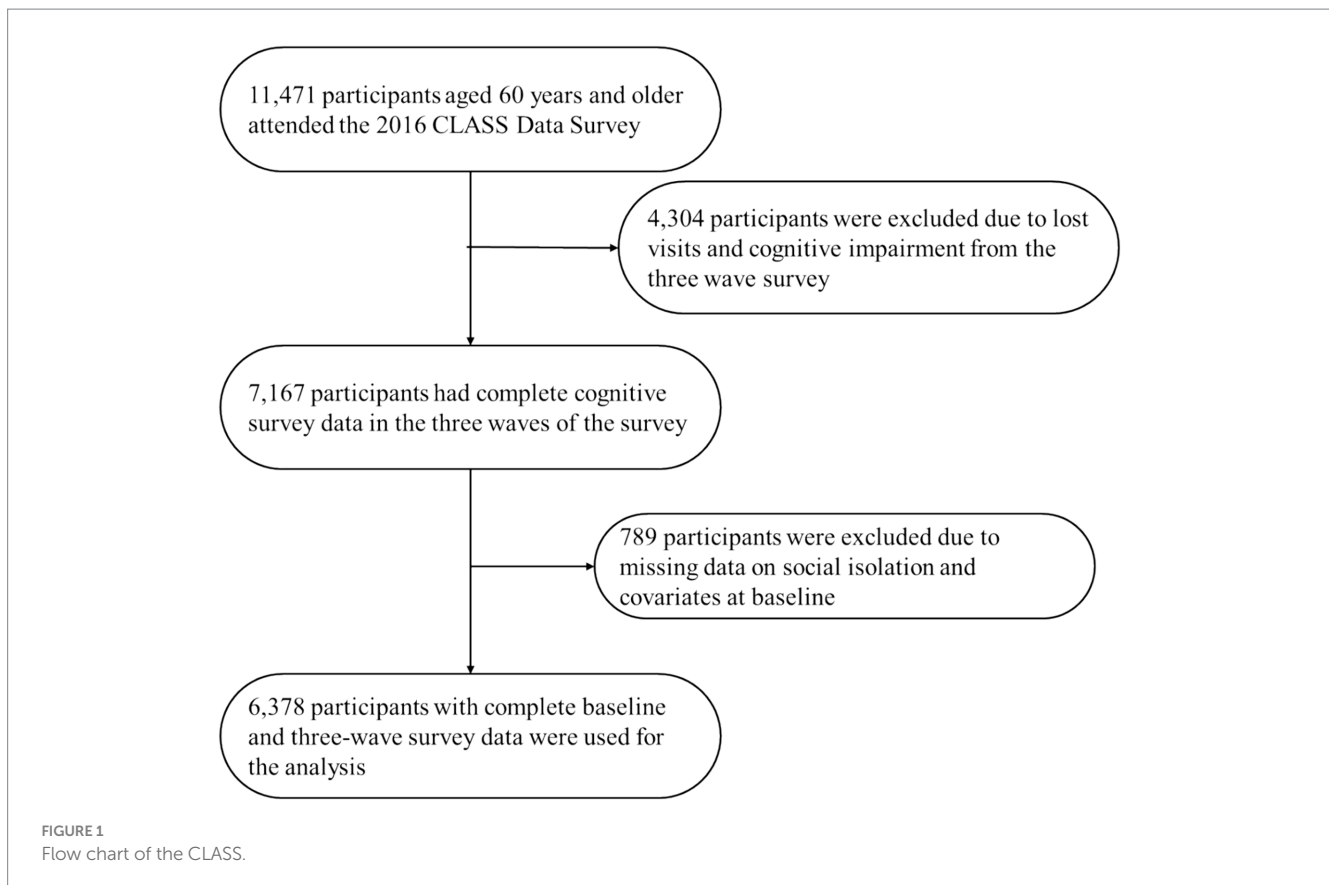 11,471 participants aged 60 years and older
attended the 2016 CLASS Data Survey
4,304 participants were excluded due to lost
visits and cognitive impairment from the
three wave survey
7,167 participants had complete cognitive
survey data in the three waves of the survey
789 participants were excluded due to
missing data on social isolation and
covariates at baseline
6,378 participants with complete baseline
and three-wave survey data were used for
the analysis
FIGURE 1
Flow chart of the CLASS.